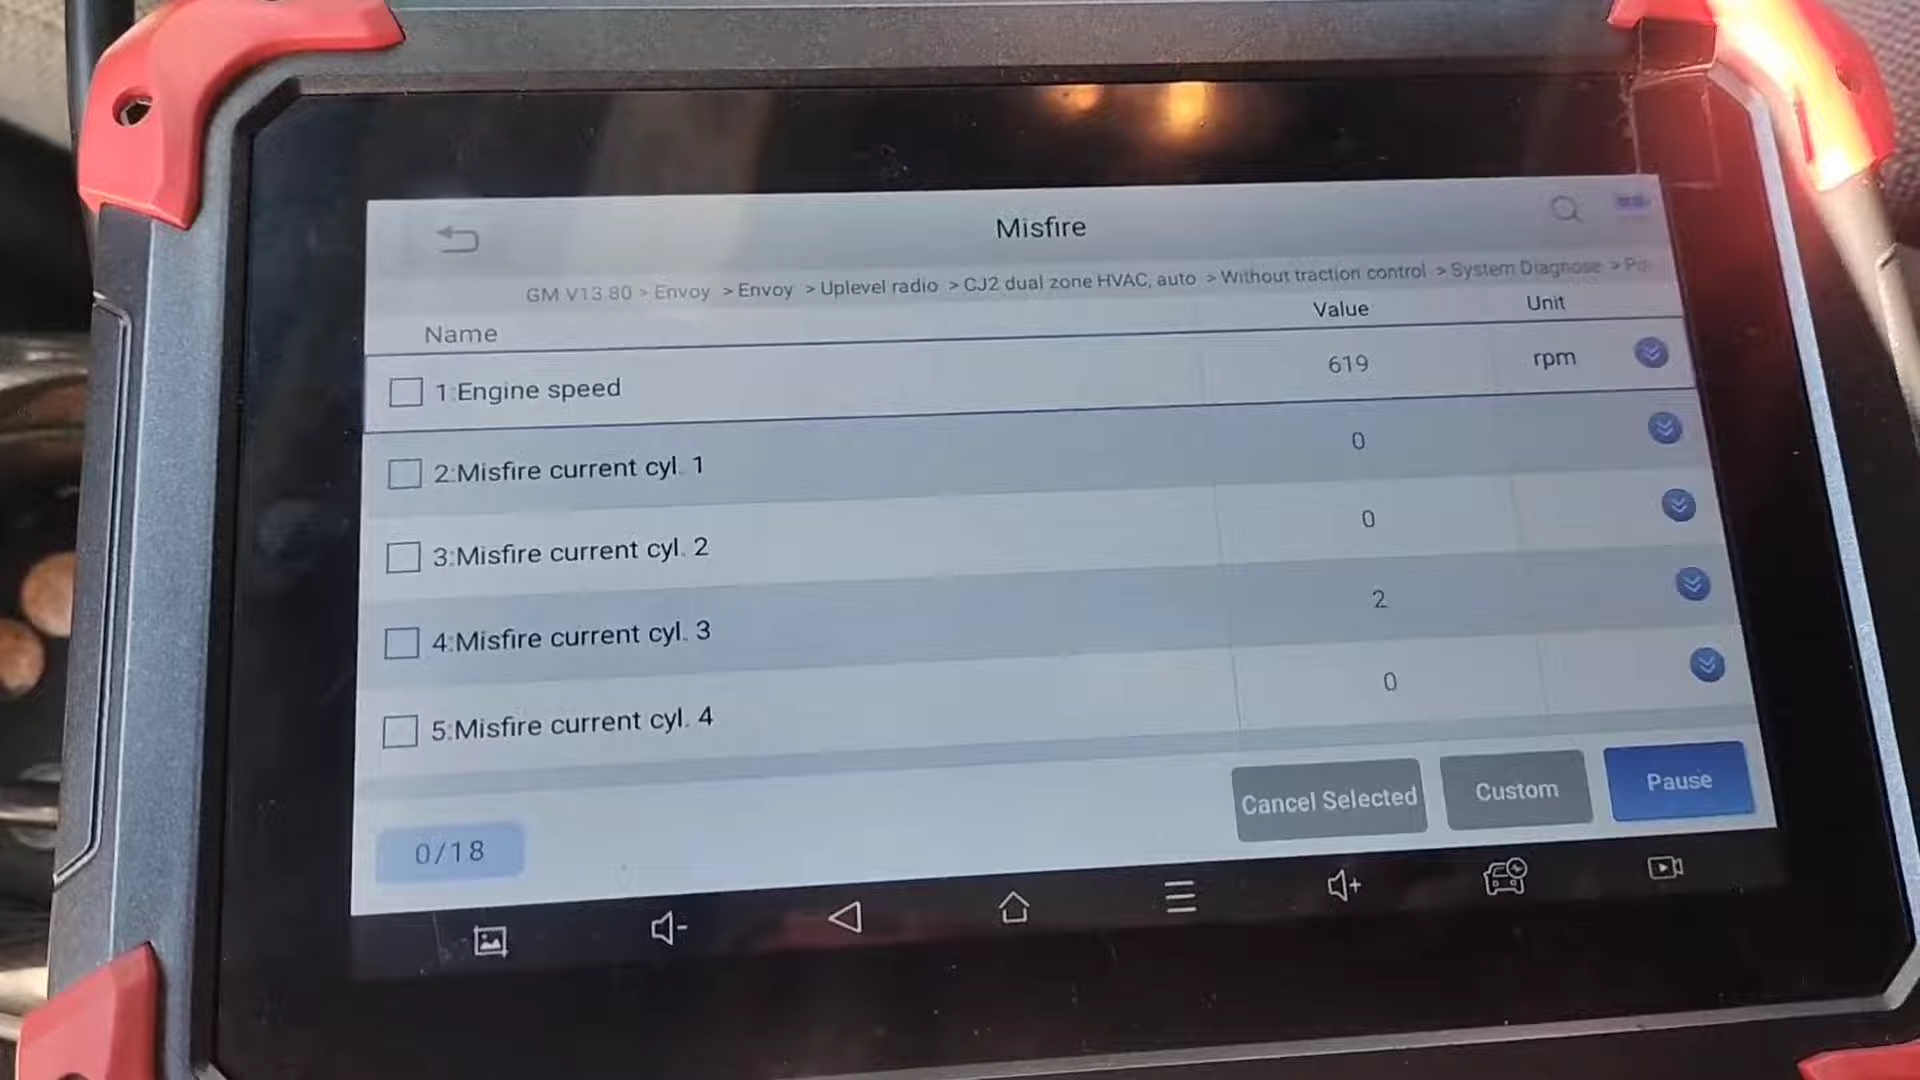 Misfire
GM V13.80 > Envoy > Envoy > Uplevel radio > CJ2 dual zone HVAC, auto > Without traction control > System Diagnose >
Name Value Unit
1:Engine speed 619 rpm
2:Misfire current cyl. 1 0
3:Misfire current cyl. 2 0
4:Misfire current cyl. 3 2
5:Misfire current cyl. 4 0
0/18 Cancel Selected Custom Pause